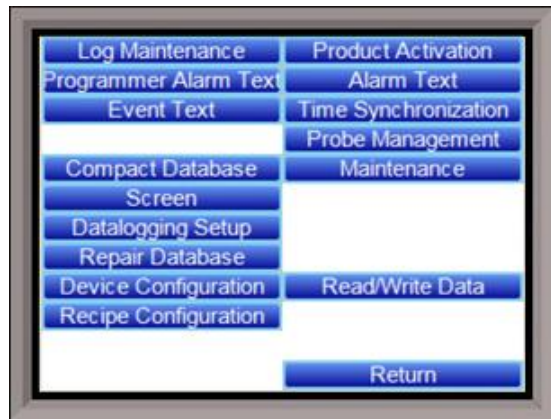 Log Maintenance
Product Activation
Programmer Alarm Text
Alarm Text
Event Text
Time Synchronization
Probe Management
Compact Database
Maintenance
Screen
Datalogging Setup
Repair Database
Device Configuration
Read/Write Data
Recipe Configuration
Return